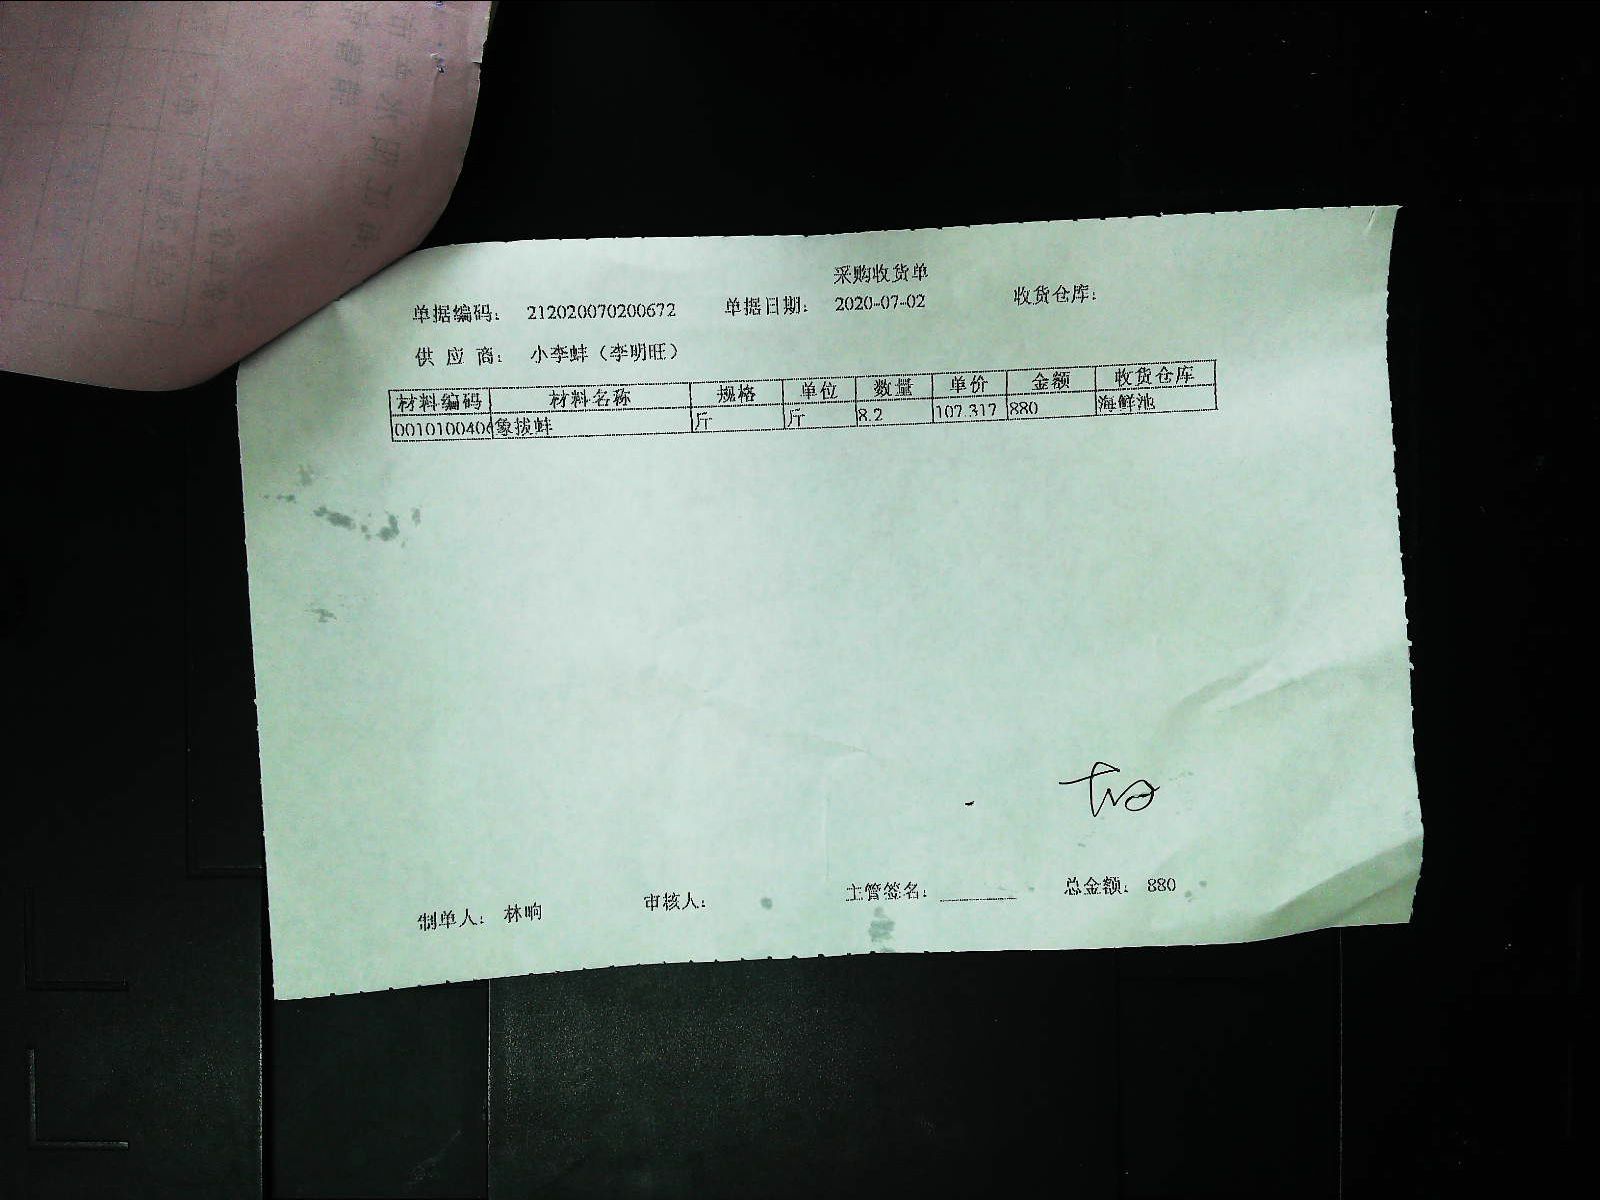 采购收货单
单据编码： 212020070200672 单据日期： 2020-07-02 收货仓库：
供应商： 小李蚌（李明旺）
材料编码 材料名称 规格 单位 数量 单价 金额 收货仓库
0010100406 象拔蚌 斤 斤 8.2 107.317 880 海鲜池
制单人： 林响 审核人： 主管签名： 总金额： 880